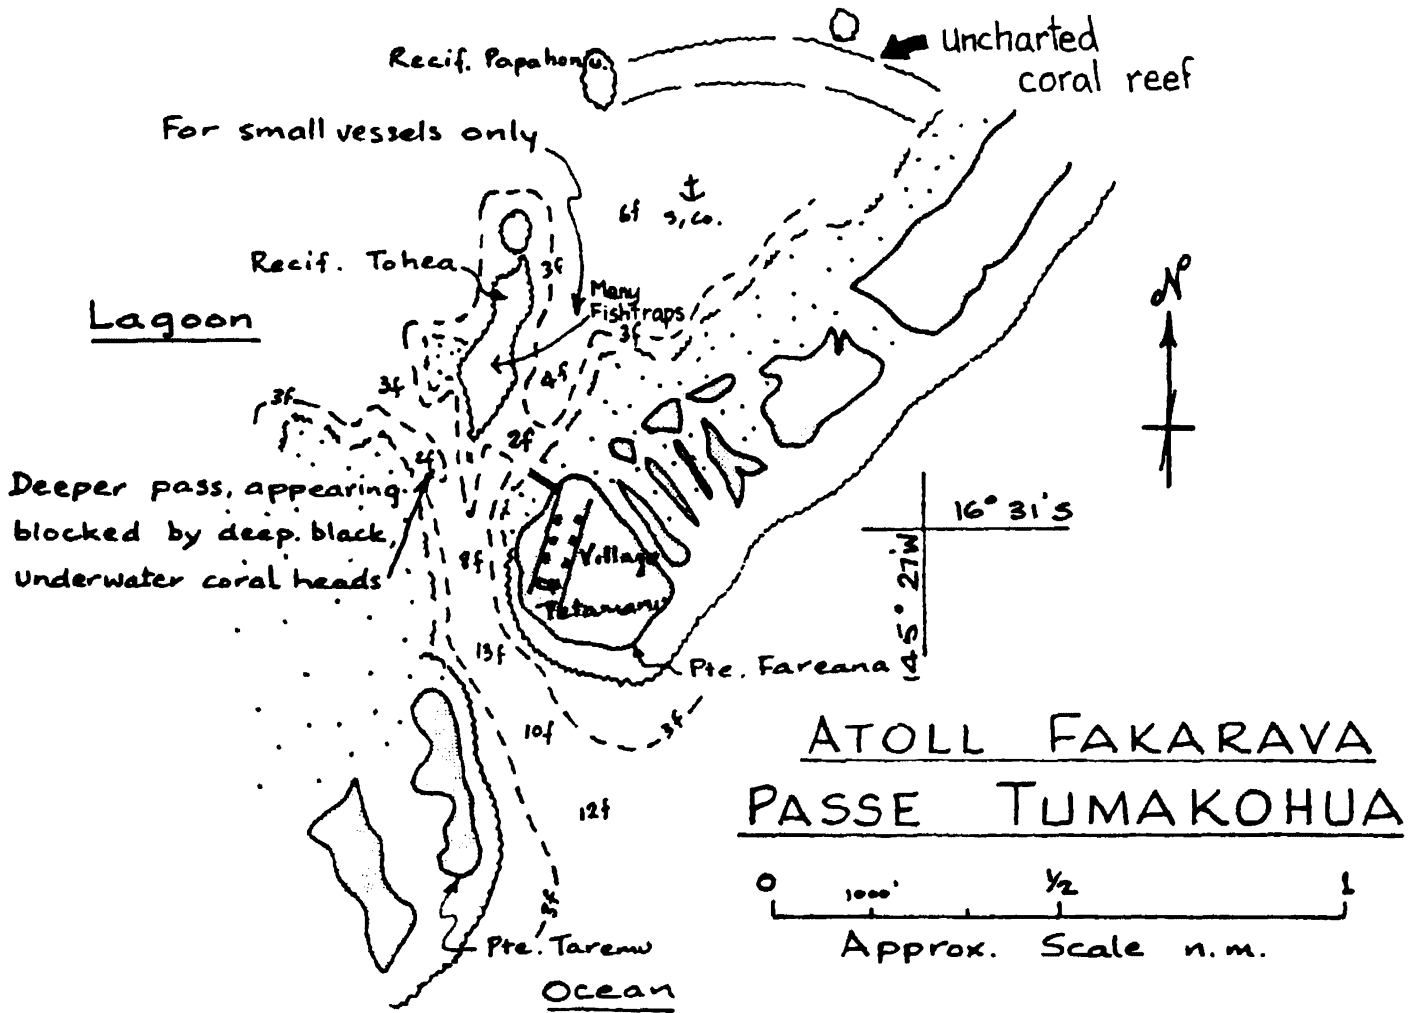 Uncharted
coral reef
Recif. Papahonu.
For small vessels only
6f s, co.
Recif. Tohea
3f
Many
Fishtraps
3f
Lagoon
N
3f
4f
3f
2f
2f
Deeper pass, appearing
blocked by deep. black,
underwater coral heads
16° 31's
145° 27'W
8f
Village
Tetamanu
13f
Pte. Fareana
10f
3f
ATOLL FAKARAVA
PASSE TUMAKOHUA
12f
0 1000' 1/2 1
Approx. Scale n.m.
3f
Pte. Taremu
Ocean